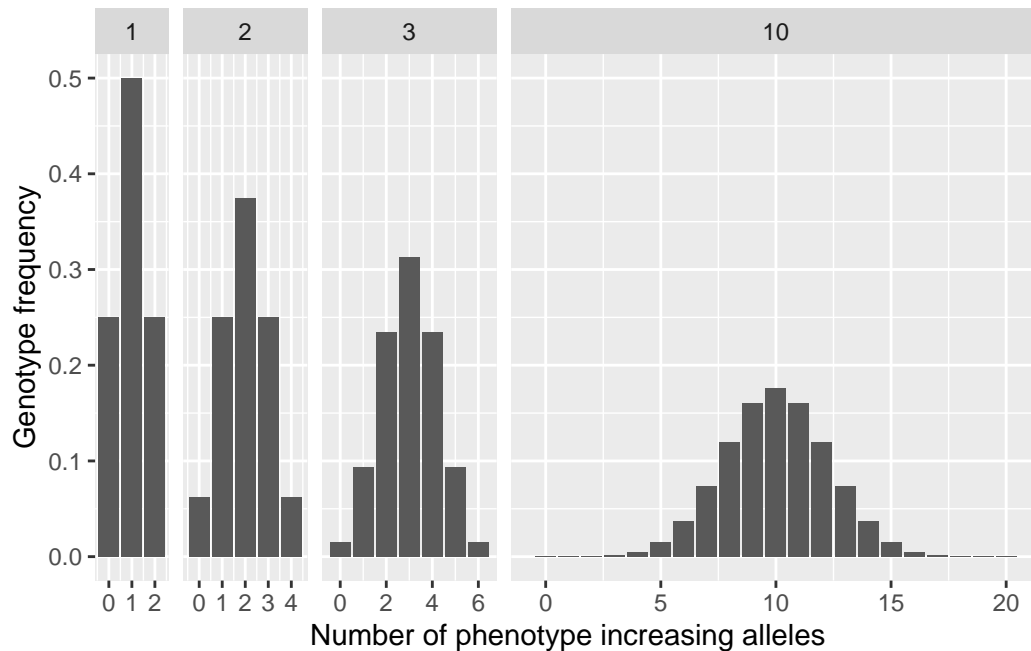 1 2 3 10
0.5
0.4
0.3
0.2
0.1
0.0
Genotype frequency
0 1 2 0 1 2 3 4 0 2 4 6 0 5 10 15 20
Number of phenotype increasing alleles